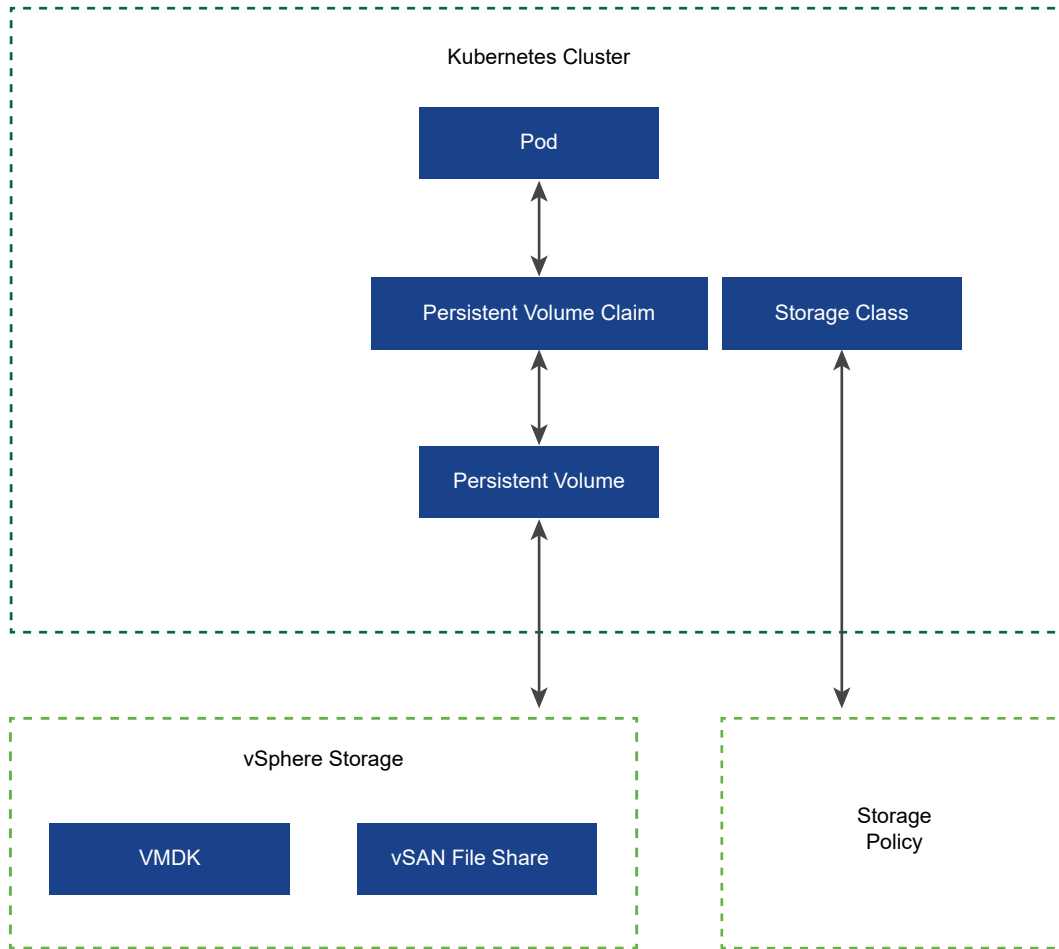 Kubernetes Cluster
Pod
Persistent Volume Claim
Storage Class
Persistent Volume
vSphere Storage
VMDK
vSAN File Share
Storage
Policy